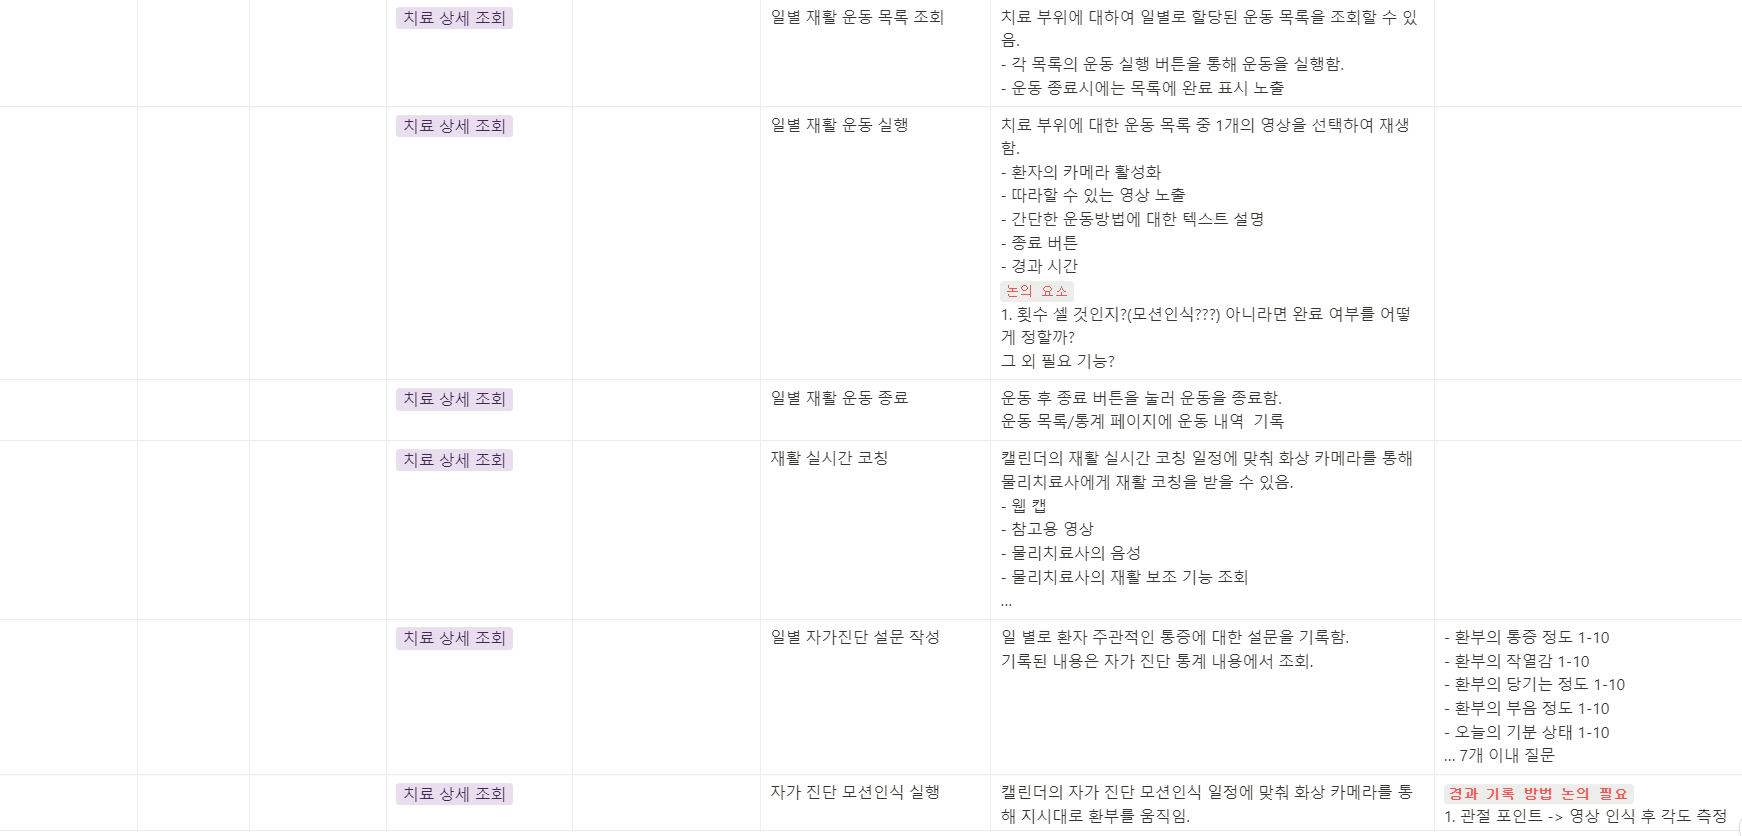 치료 상세 조회
일별 재활 운동 목록 조회
치료 부위에 대하여 일별로 할당된 운동 목록을 조회할 수 있
음.
- 각 목록의 운동 실행 버튼을 통해 운동을 실행함.
- 운동 종료시에는 목록에 완료 표시 노출
치료 상세 조회
일별 재활 운동 실행
치료 부위에 대한 운동 목록 중 1개의 영상을 선택하여 재생
함.
- 환자의 카메라 활성화
- 따라할 수 있는 영상 노출
- 간단한 운동방법에 대한 텍스트 설명
- 종료 버튼
- 경과 시간
논의 요소
1. 횟수 셀 것인지?(모션인식???) 아니라면 완료 여부를 어떻
게 정할까?
그 외 필요 기능?
치료 상세 조회
일별 재활 운동 종료
운동 후 종료 버튼을 눌러 운동을 종료함.
운동 목록/통계 페이지에 운동 내역  기록
치료 상세 조회
재활 실시간 코칭
캘린더의 재활 실시간 코칭 일정에 맞춰 화상 카메라를 통해
물리치료사에게 재활 코칭을 받을 수 있음.
- 웹 캡
- 참고용 영상
- 물리치료사의 음성
- 물리치료사의 재활 보조 기능 조회
...
치료 상세 조회
일별 자가진단 설문 작성
일 별로 환자 주관적인 통증에 대한 설문을 기록함.
기록된 내용은 자가 진단 통계 내용에서 조회.
- 환부의 통증 정도 1-10
- 환부의 작열감 1-10
- 환부의 당기는 정도 1-10
- 환부의 부음 정도 1-10
- 오늘의 기분 상태 1-10
... 7개 이내 질문
치료 상세 조회
자가 진단 모션인식 실행
캘린더의 자가 진단 모션인식 일정에 맞춰 화상 카메라를 통
해 지시대로 환부를 움직임.
경과 기록 방법 논의 필요
1. 관절 포인트 -> 영상 인식 후 각도 측정